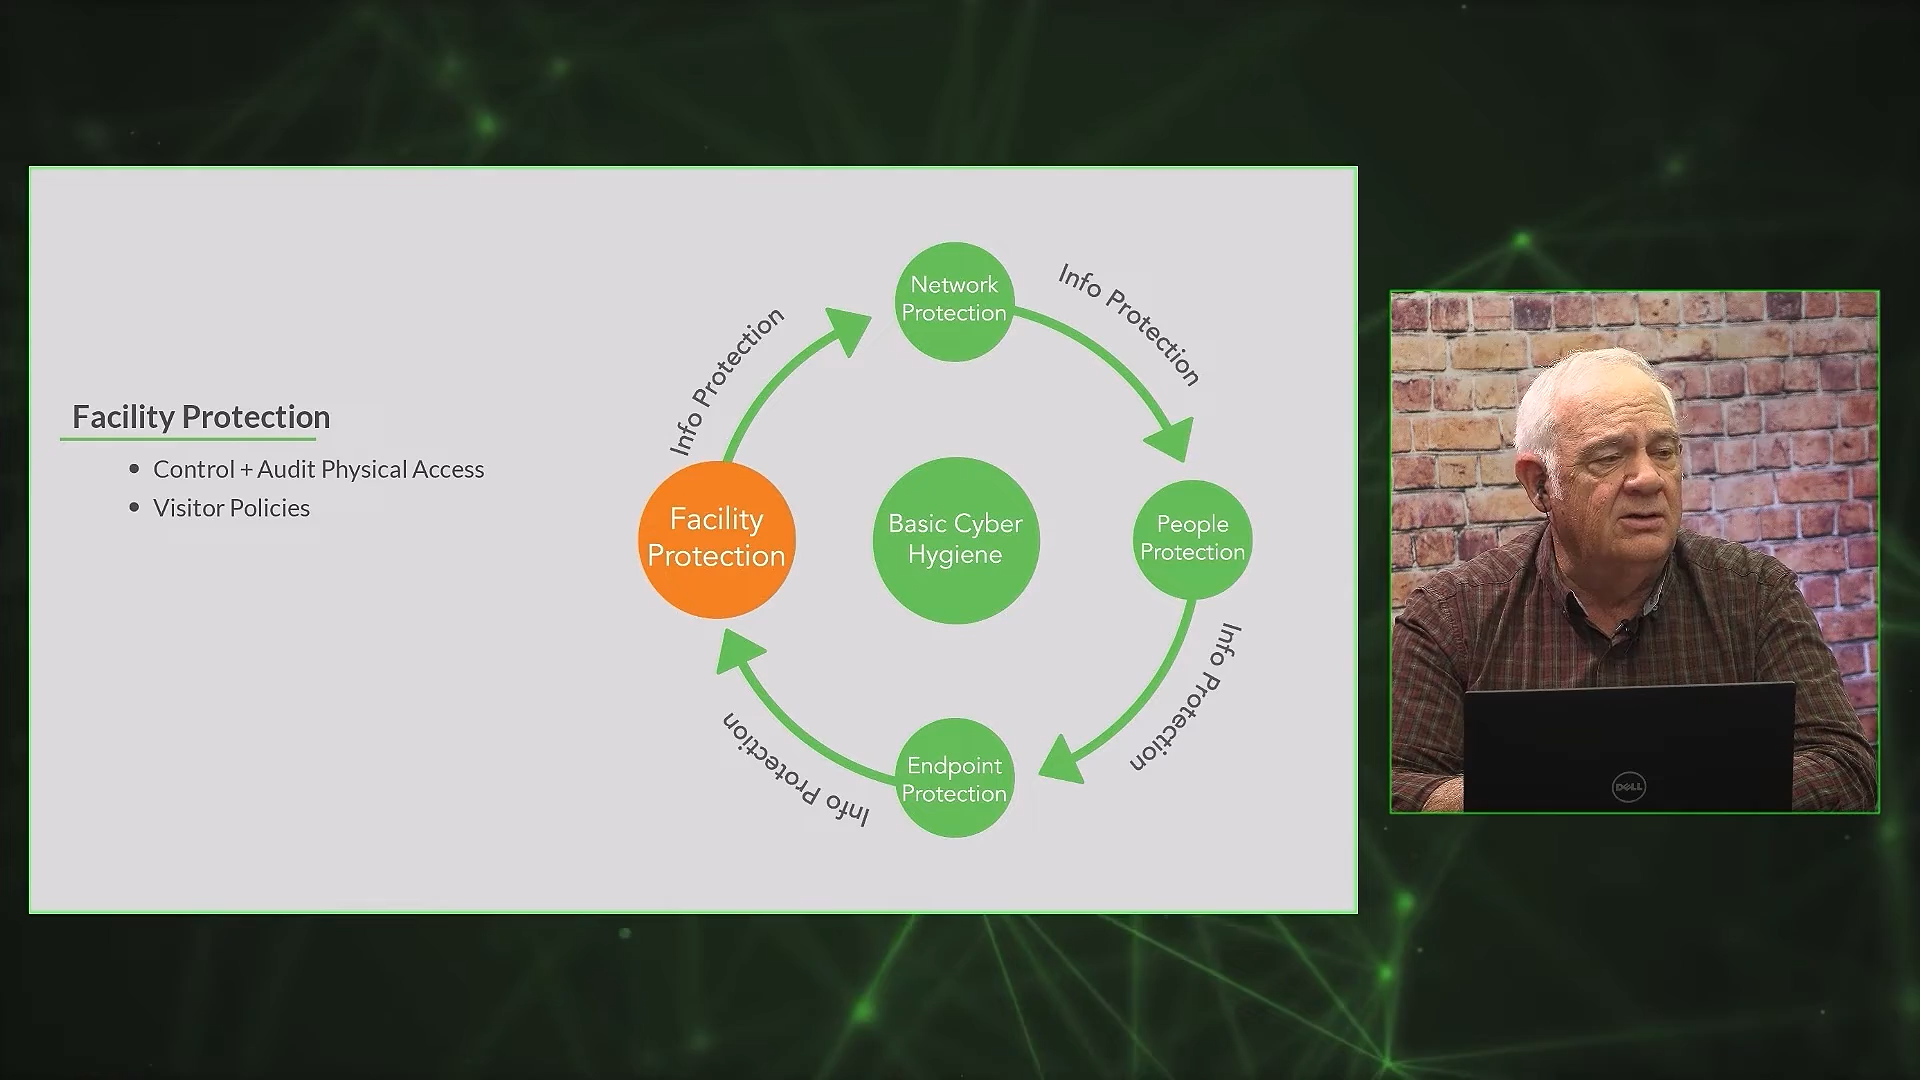 Facility Protection
Control + Audit Physical Access
Visitor Policies
Network
Protection
Info Protection
Info Protection
Facility
Protection
Basic Cyber
Hygiene
People
Protection
Info Protection
Info Protection
Endpoint
Protection
DELL